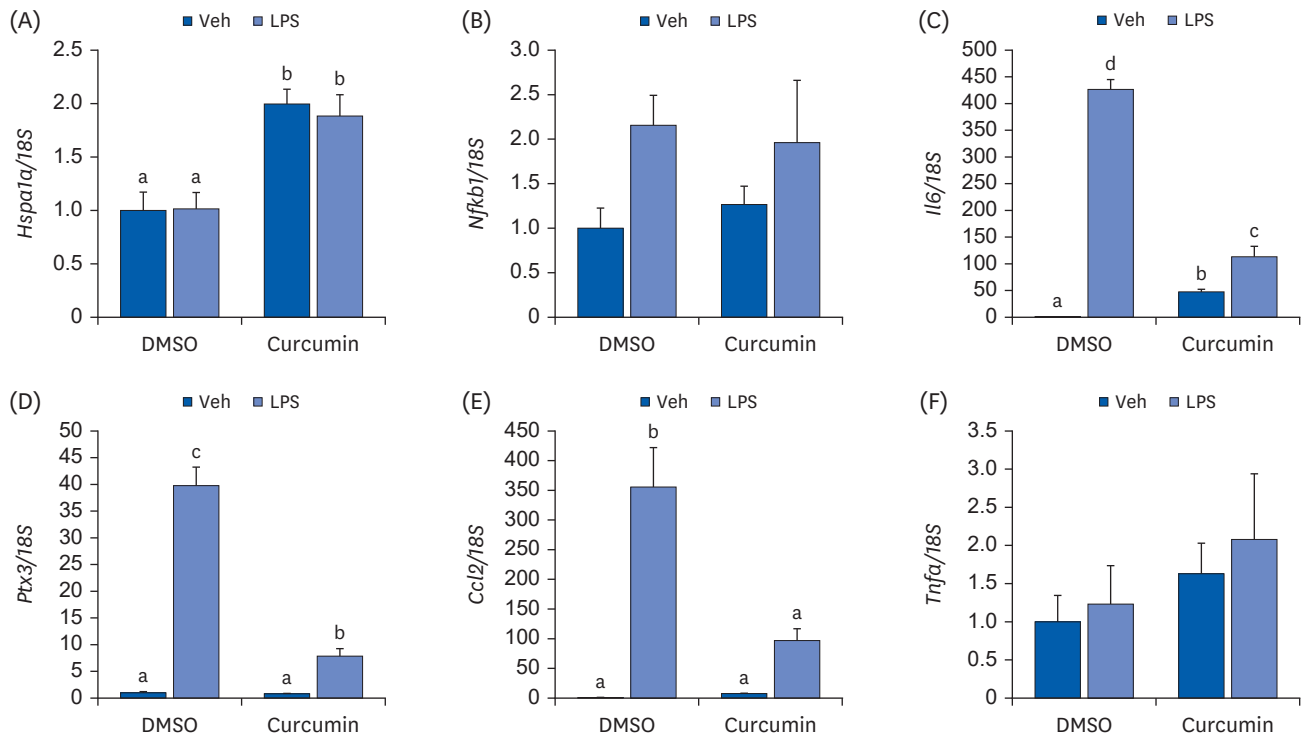 (A)
Veh LPS
Hspa1a/18S
2.5
2.0
1.5
1.0
0.5
0
a a b b
DMSO Curcumin
(B)
Veh LPS
Nfkb1/18S
3.0
2.5
2.0
1.5
1.0
0.5
0
DMSO Curcumin
(C)
Veh LPS
Il6/18S
500
450
400
350
300
250
200
150
100
50
0
a d b c
DMSO Curcumin
(D)
Veh LPS
Ptx3/18S
50
45
40
35
30
25
20
15
10
5
0
a c a b
DMSO Curcumin
(E)
Veh LPS
Ccl2/18S
450
400
350
300
250
200
150
100
50
0
a b a a
DMSO Curcumin
(F)
Veh LPS
Tnfα/18S
3.5
3.0
2.5
2.0
1.5
1.0
0.5
0
DMSO Curcumin